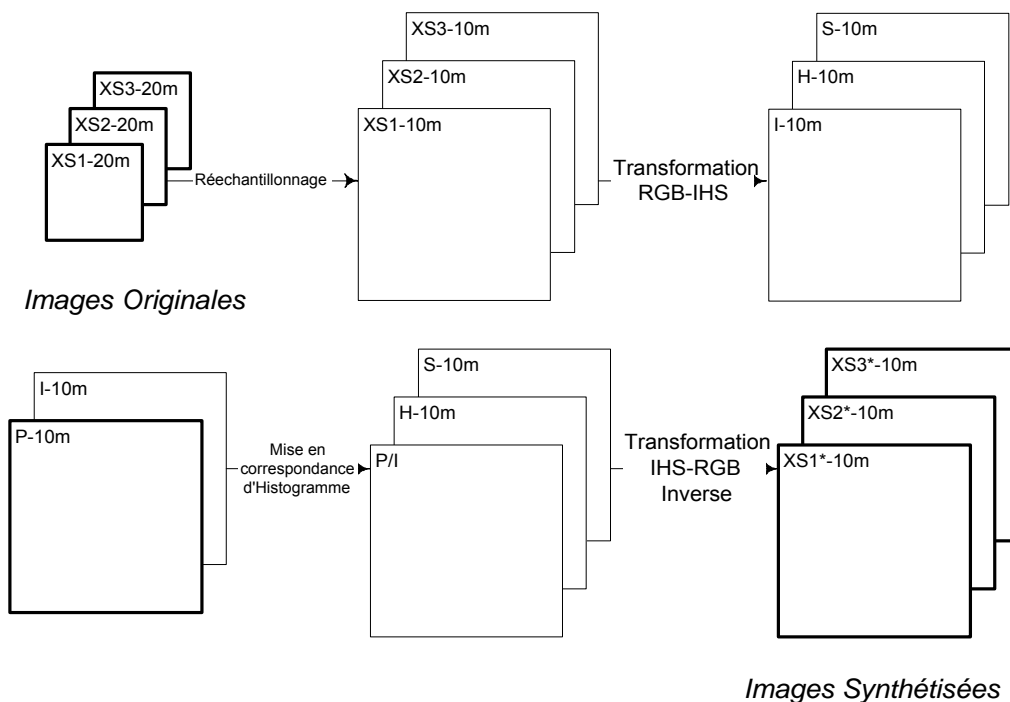 XS3-20m
XS2-20m
XS1-20m
Réechantillonnage
XS3-10m
XS2-10m
XS1-10m
Transformation
RGB-IHS
S-10m
H-10m
I-10m
Images Originales
I-10m
P-10m
Mise en
correspondance
d'Histogramme
S-10m
H-10m
P/I
Transformation
IHS-RGB
Inverse
XS3*-10m
XS2*-10m
XS1*-10m
Images Synthétisées